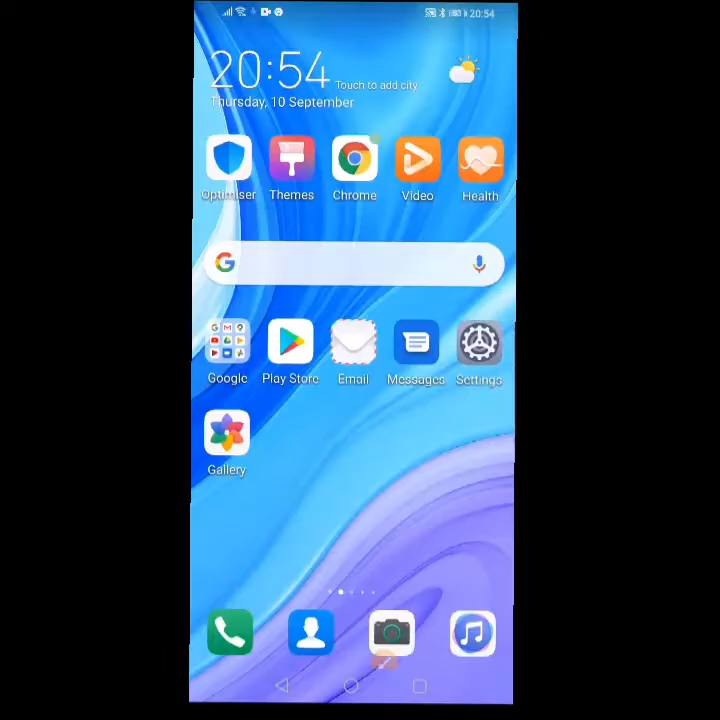 20:54
20:54 Touch to add city
Thursday, 10 September
Optimiser Themes Chrome Video Health
G
Google Play Store Email Messages Settings
Gallery